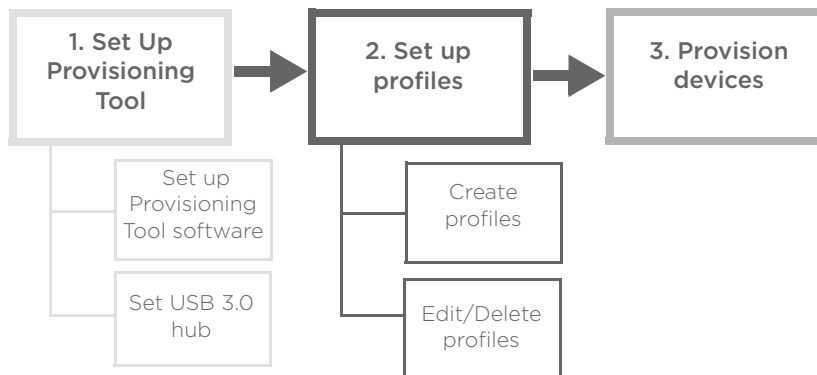 1. Set Up
Provisioning
Tool
2. Set up
profiles
3. Provision
devices
Set up
Provisioning
Tool software
Set USB 3.0
hub
Create
profiles
Edit/Delete
profiles